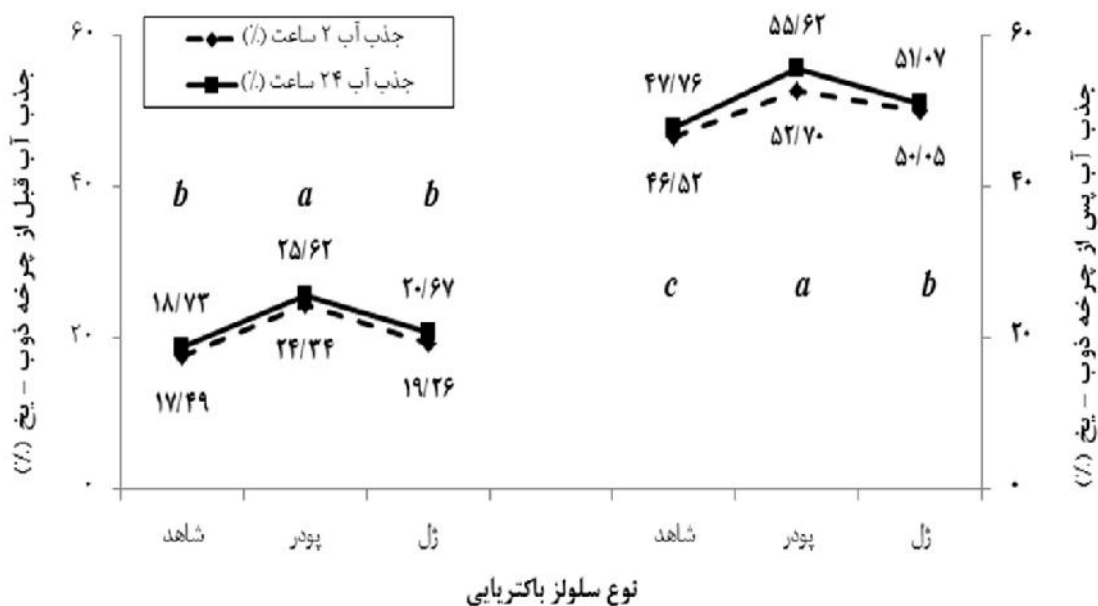 جذب آب ۲ ساعت (٪)
جذب آب ۲۴ ساعت (٪)
جذب آب قبل از چرخه ذوب – یخ (٪)
۶۰
۴۰
۲۰
۰
b a b
۱۸/۷۳
۲۵/۶۲
۲۰/۶۷
۱۷/۴۹
۲۴/۳۴
۱۹/۲۶
۴۷/۷۶
۵۵/۶۲
۵۱/۰۷
۴۶/۵۲
۵۲/۷۰
۵۰/۰۵
c a b
۶۰
۴۰
۲۰
۰
جذب آب پس از چرخه ذوب – یخ (٪)
شاهد پودر ژل شاهد پودر ژل
نوع سلولز باکتریایی